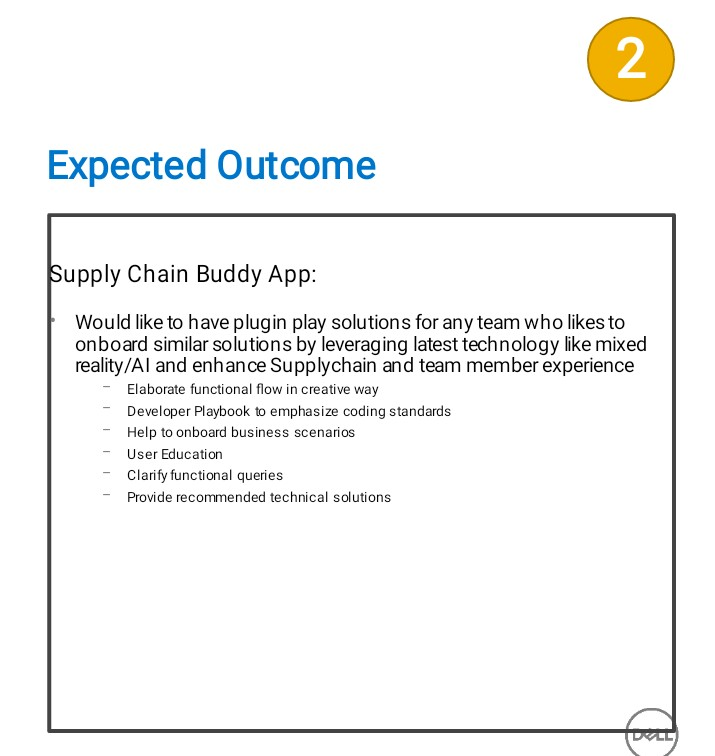 2
Expected Outcome
Supply Chain Buddy App:
• Would like to have plugin play solutions for any team who likes to
onboard similar solutions by leveraging latest technology like mixed
reality/AI and enhance Supplychain and team member experience
– Elaborate functional flow in creative way
– Developer Playbook to emphasize coding standards
– Help to onboard business scenarios
– User Education
– Clarify functional queries
– Provide recommended technical solutions
DELL